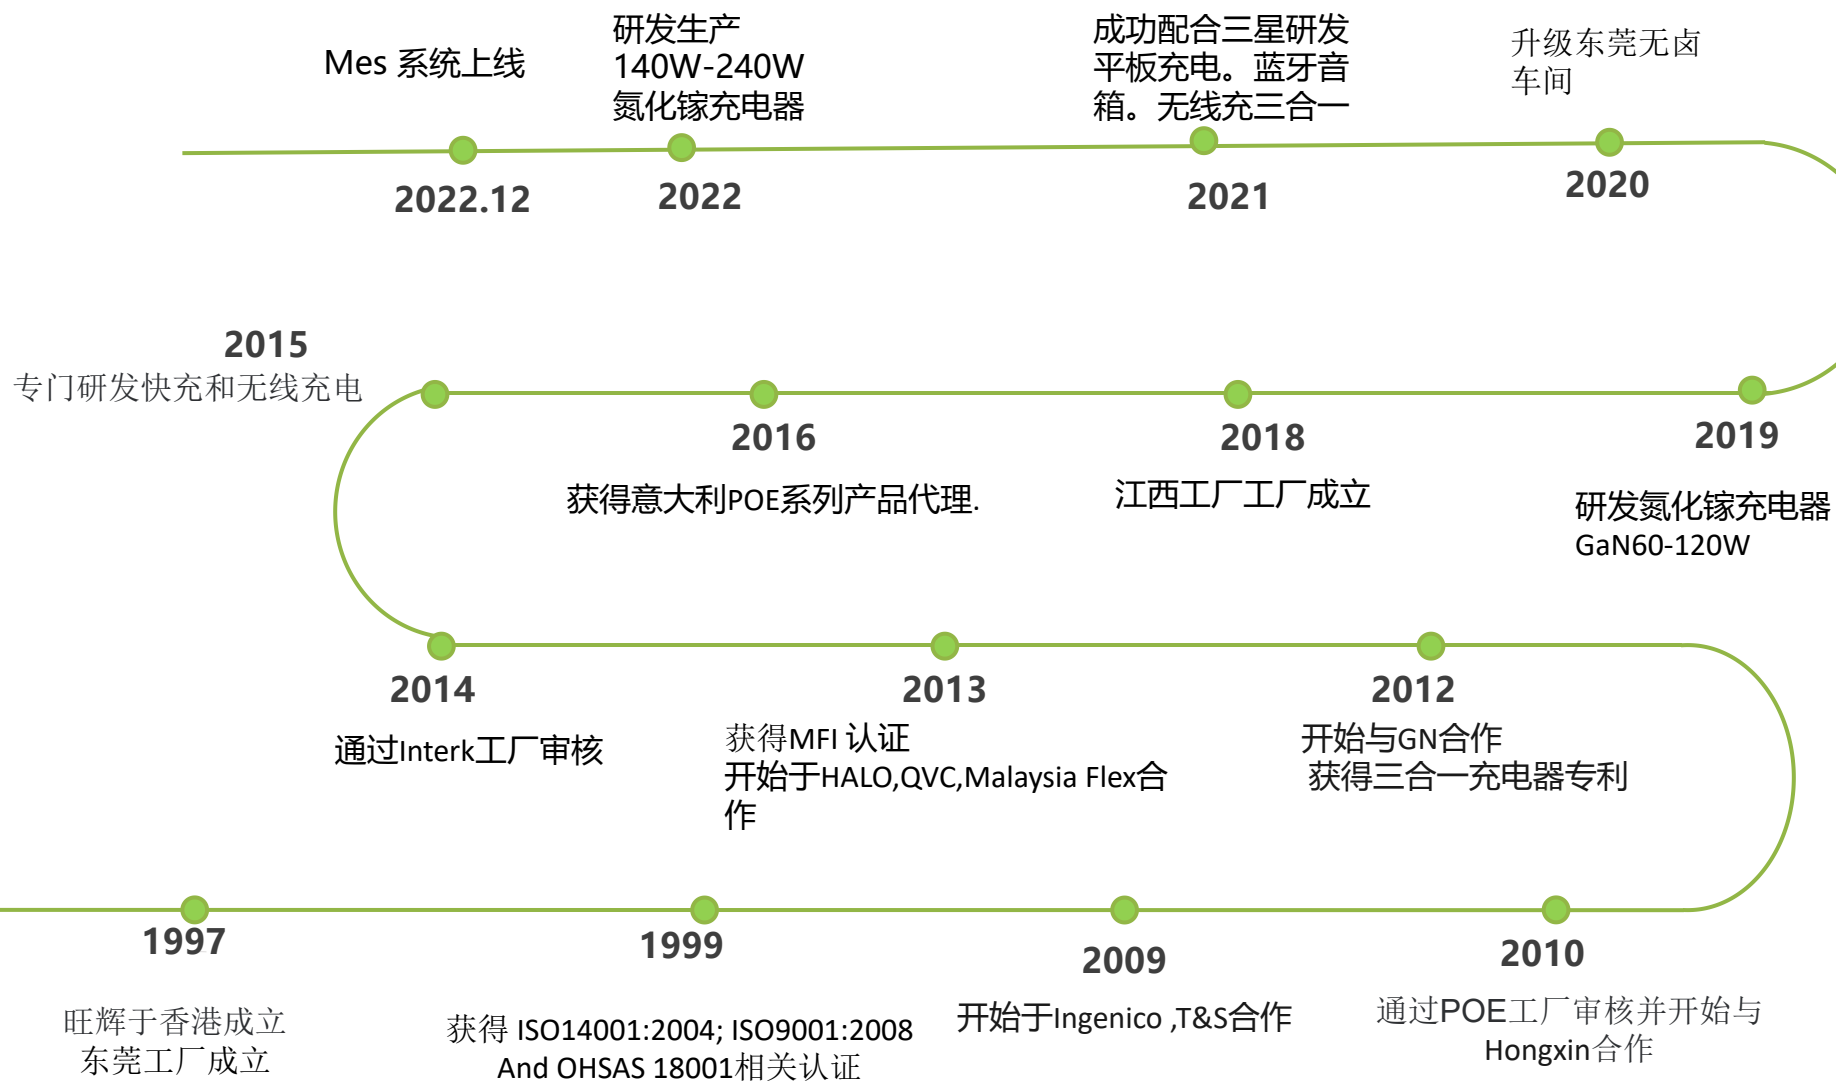 Mes 系统上线
研发生产
140W-240W
氮化镓充电器
成功配合三星研发
平板充电。蓝牙音
箱。无线充三合一
升级东莞无卤
车间
2022.12
2022
2021
2020
2015
专门研发快充和无线充电
2016
获得意大利POE系列产品代理.
2018
江西工厂工厂成立
2019
研发氮化镓充电器
GaN60-120W
2014
通过Interk工厂审核
2013
获得MFI 认证
开始于HALO,QVC,Malaysia Flex合
作
2012
开始与GN合作
获得三合一充电器专利
1997
旺辉于香港成立
东莞工厂成立
1999
获得 ISO14001:2004; ISO9001:2008
And OHSAS 18001相关认证
2009
开始于Ingenico ,T&S合作
2010
通过POE工厂审核并开始与
Hongxin合作